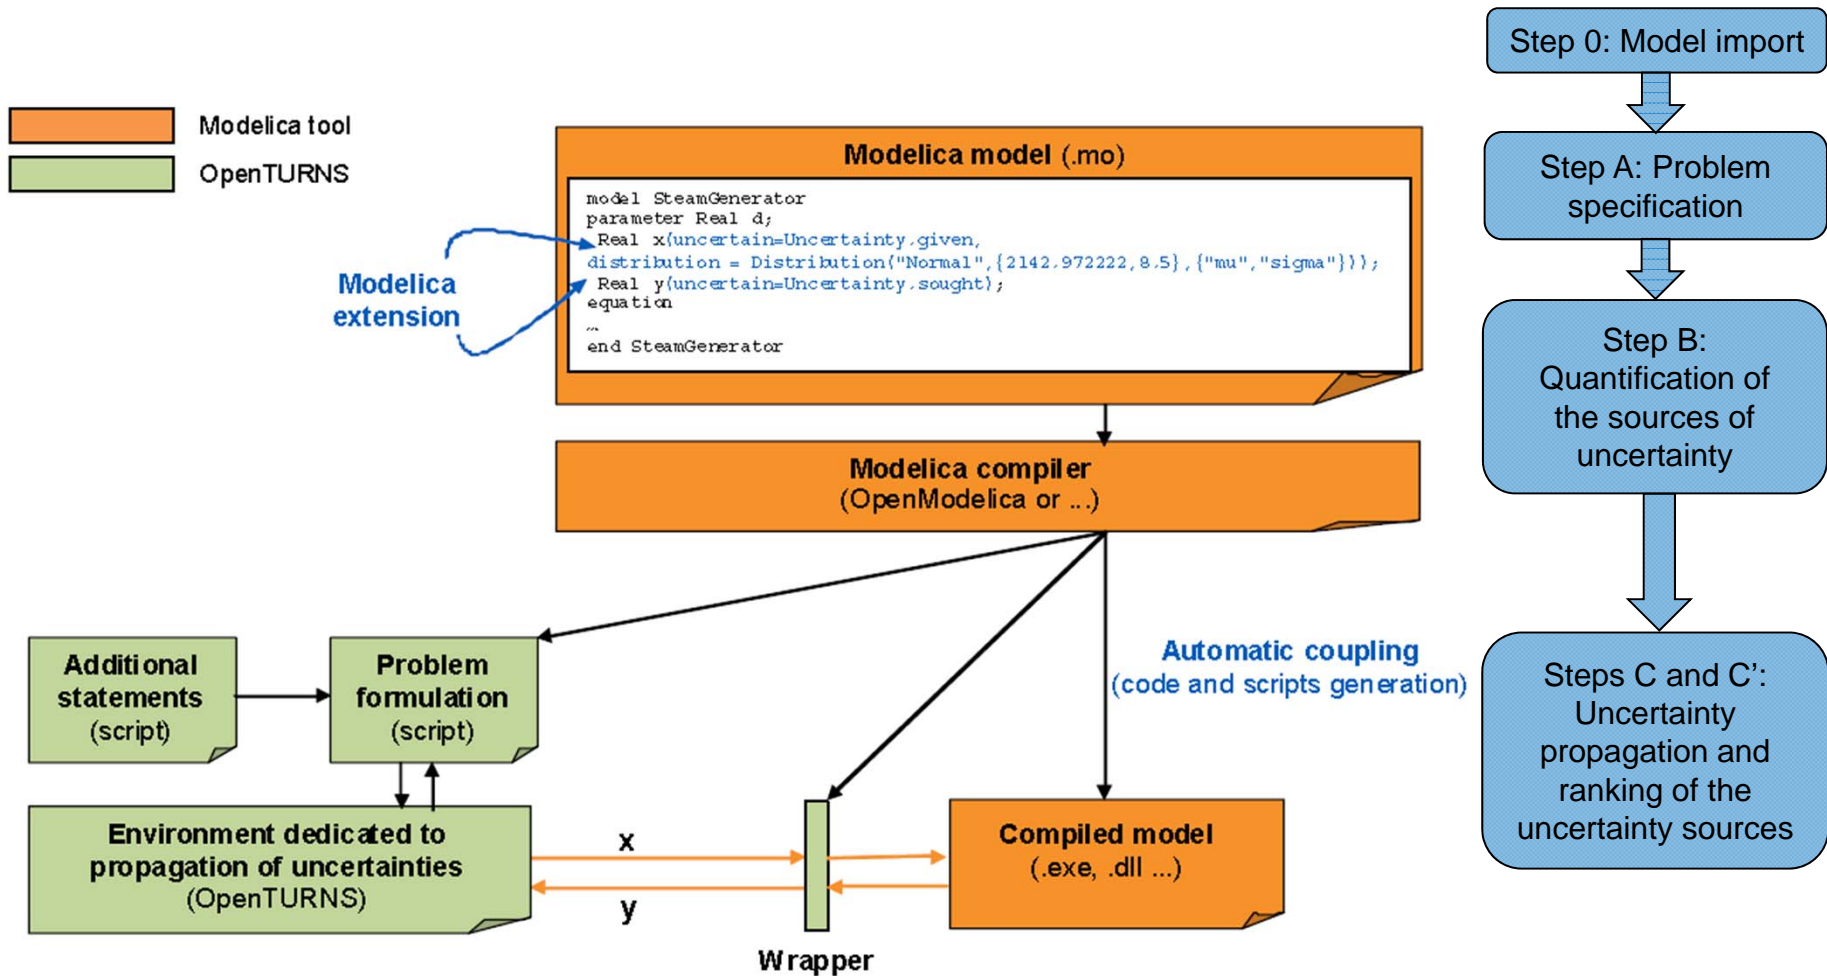 Modelica tool
OpenTURNS
Modelica model (.mo)
model SteamGenerator
parameter Real d;
Real x(uncertain=Uncertainty.given,
distribution = Distribution("Normal",{2142.972222,8.5},{"mu","sigma"}));
Real y(uncertain=Uncertainty.sought);
equation
...
end SteamGenerator
Modelica
extension
Modelica compiler
(OpenModelica or ...)
Automatic coupling
(code and scripts generation)
Additional
statements
(script)
Problem
formulation
(script)
Environment dedicated to
propagation of uncertainties
(OpenTURNS)
x
y
Wrapper
Compiled model
(.exe, .dll ...)
Step 0: Model import
Step A: Problem
specification
Step B:
Quantification of
the sources of
uncertainty
Steps C and C’:
Uncertainty
propagation and
ranking of the
uncertainty sources